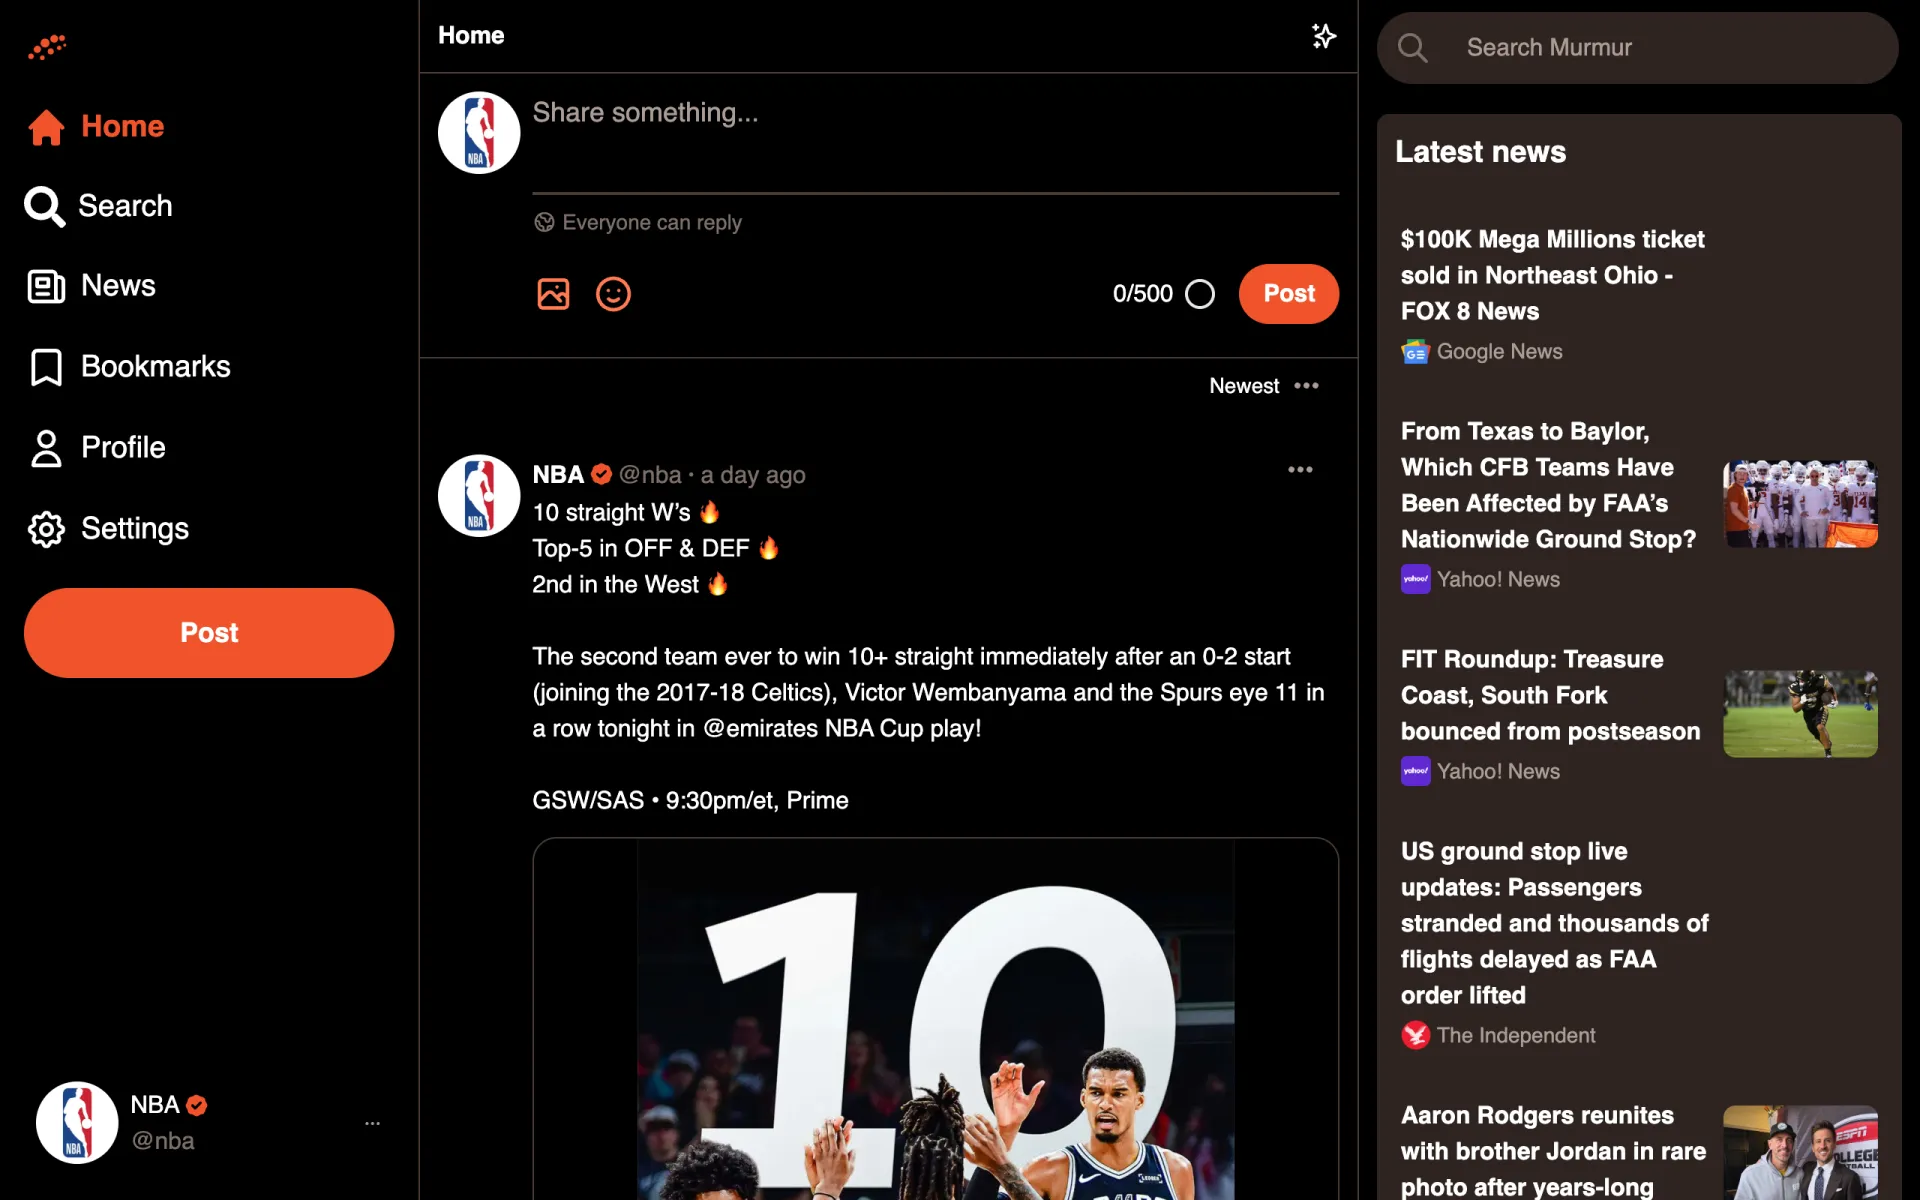 Home
Search
News
Bookmarks
Profile
Settings
Post
NBA
NBA
@nba
Home
NBA
Share something...
Everyone can reply
0/500
Post
Newest
NBA
NBA @nba · a day ago
10 straight W's 🔥
Top-5 in OFF & DEF 🔥
2nd in the West 🔥
The second team ever to win 10+ straight immediately after an 0-2 start
(joining the 2017-18 Celtics), Victor Wembanyama and the Spurs eye 11 in
a row tonight in @emirates NBA Cup play!
GSW/SAS • 9:30pm/et, Prime
10
Search Murmur
Latest news
$100K Mega Millions ticket
sold in Northeast Ohio -
FOX 8 News
Google News
From Texas to Baylor,
Which CFB Teams Have
Been Affected by FAA’s
Nationwide Ground Stop?
yahoo!
Yahoo! News
FIT Roundup: Treasure
Coast, South Fork
bounced from postseason
yahoo!
Yahoo! News
US ground stop live
updates: Passengers
stranded and thousands of
flights delayed as FAA
order lifted
The Independent
Aaron Rodgers reunites
with brother Jordan in rare
photo after years-long
ESPN